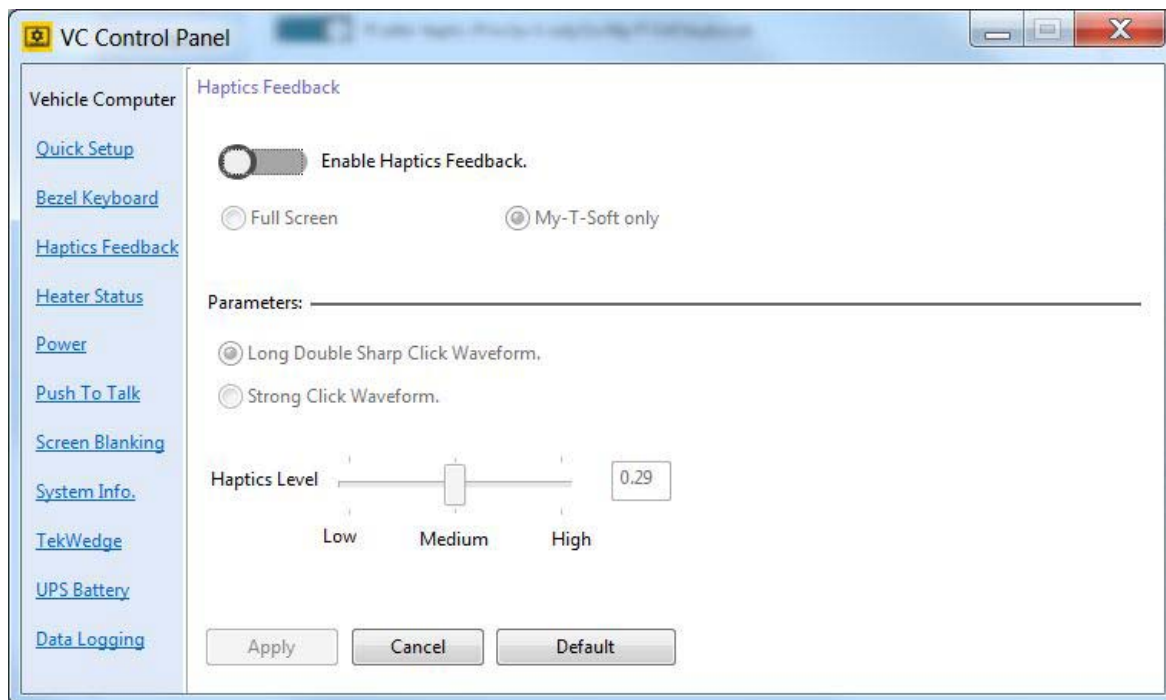 VC Control Panel
Vehicle Computer
Quick Setup
Bezel Keyboard
Haptics Feedback
Heater Status
Power
Push To Talk
Screen Blanking
System Info.
TekWedge
UPS Battery
Data Logging
Haptics Feedback
Enable Haptics Feedback.
Full Screen My-T-Soft only
Parameters:
Long Double Sharp Click Waveform.
Strong Click Waveform.
Haptics Level 0.29
Low Medium High
Apply Cancel Default